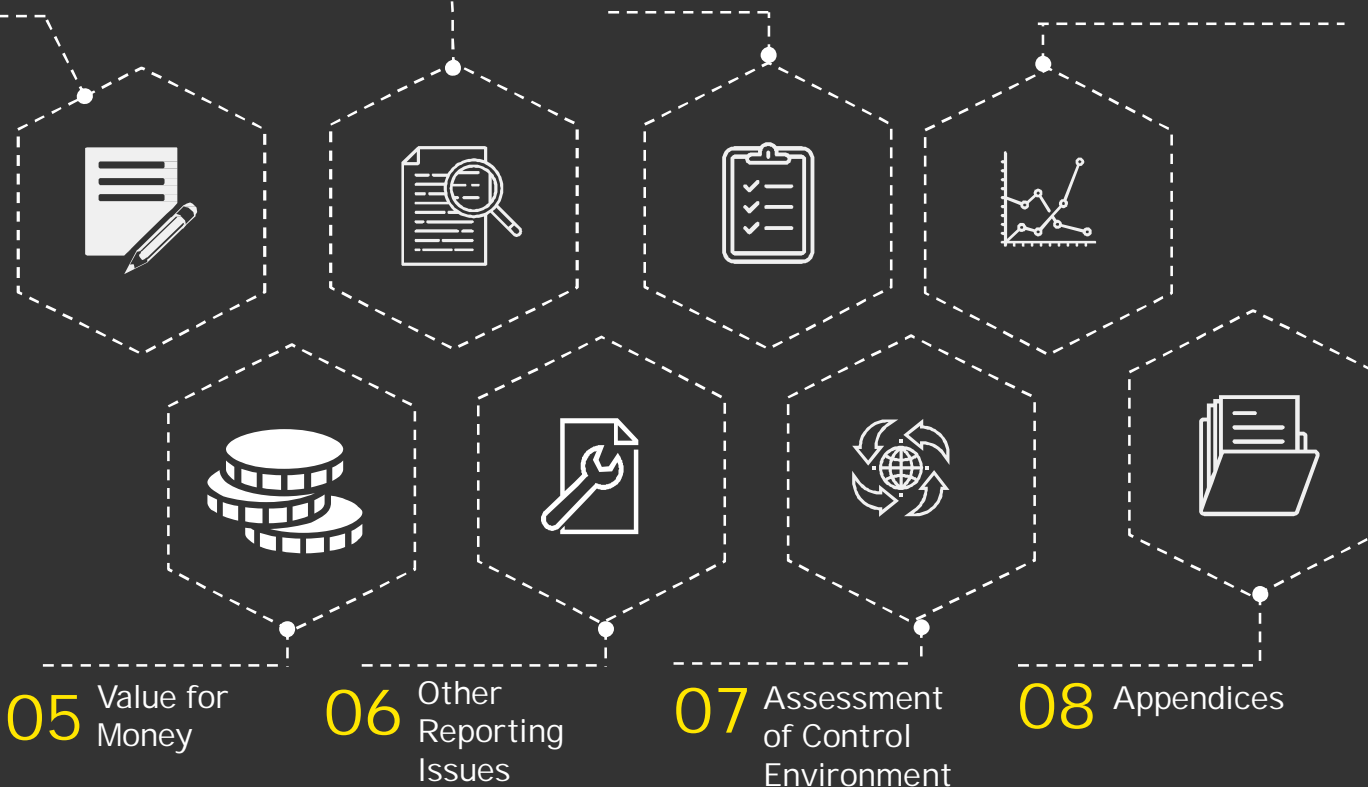 05 Value for
Money
06 Other
Reporting
Issues
07 Assessment
of Control
Environment
08 Appendices